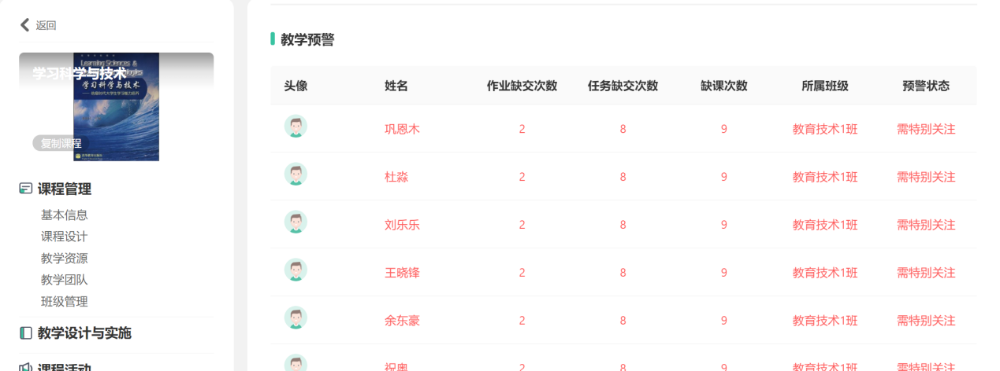 返回
学习科学与技术
Learning Sciences &
学习科学与技术
复制课程
课程管理
基本信息
课程设计
教学资源
教学团队
班级管理
教学设计与实施
课程活动
教学预警
头像 姓名 作业缺交次数 任务缺交次数 缺课次数 所属班级 预警状态
巩恩木 2 8 9 教育技术1班 需特别关注
杜淼 2 8 9 教育技术1班 需特别关注
刘乐乐 2 8 9 教育技术1班 需特别关注
王晓锋 2 8 9 教育技术1班 需特别关注
余东豪 2 8 9 教育技术1班 需特别关注
祝奥 2 8 9 教育技术1班 需特别关注